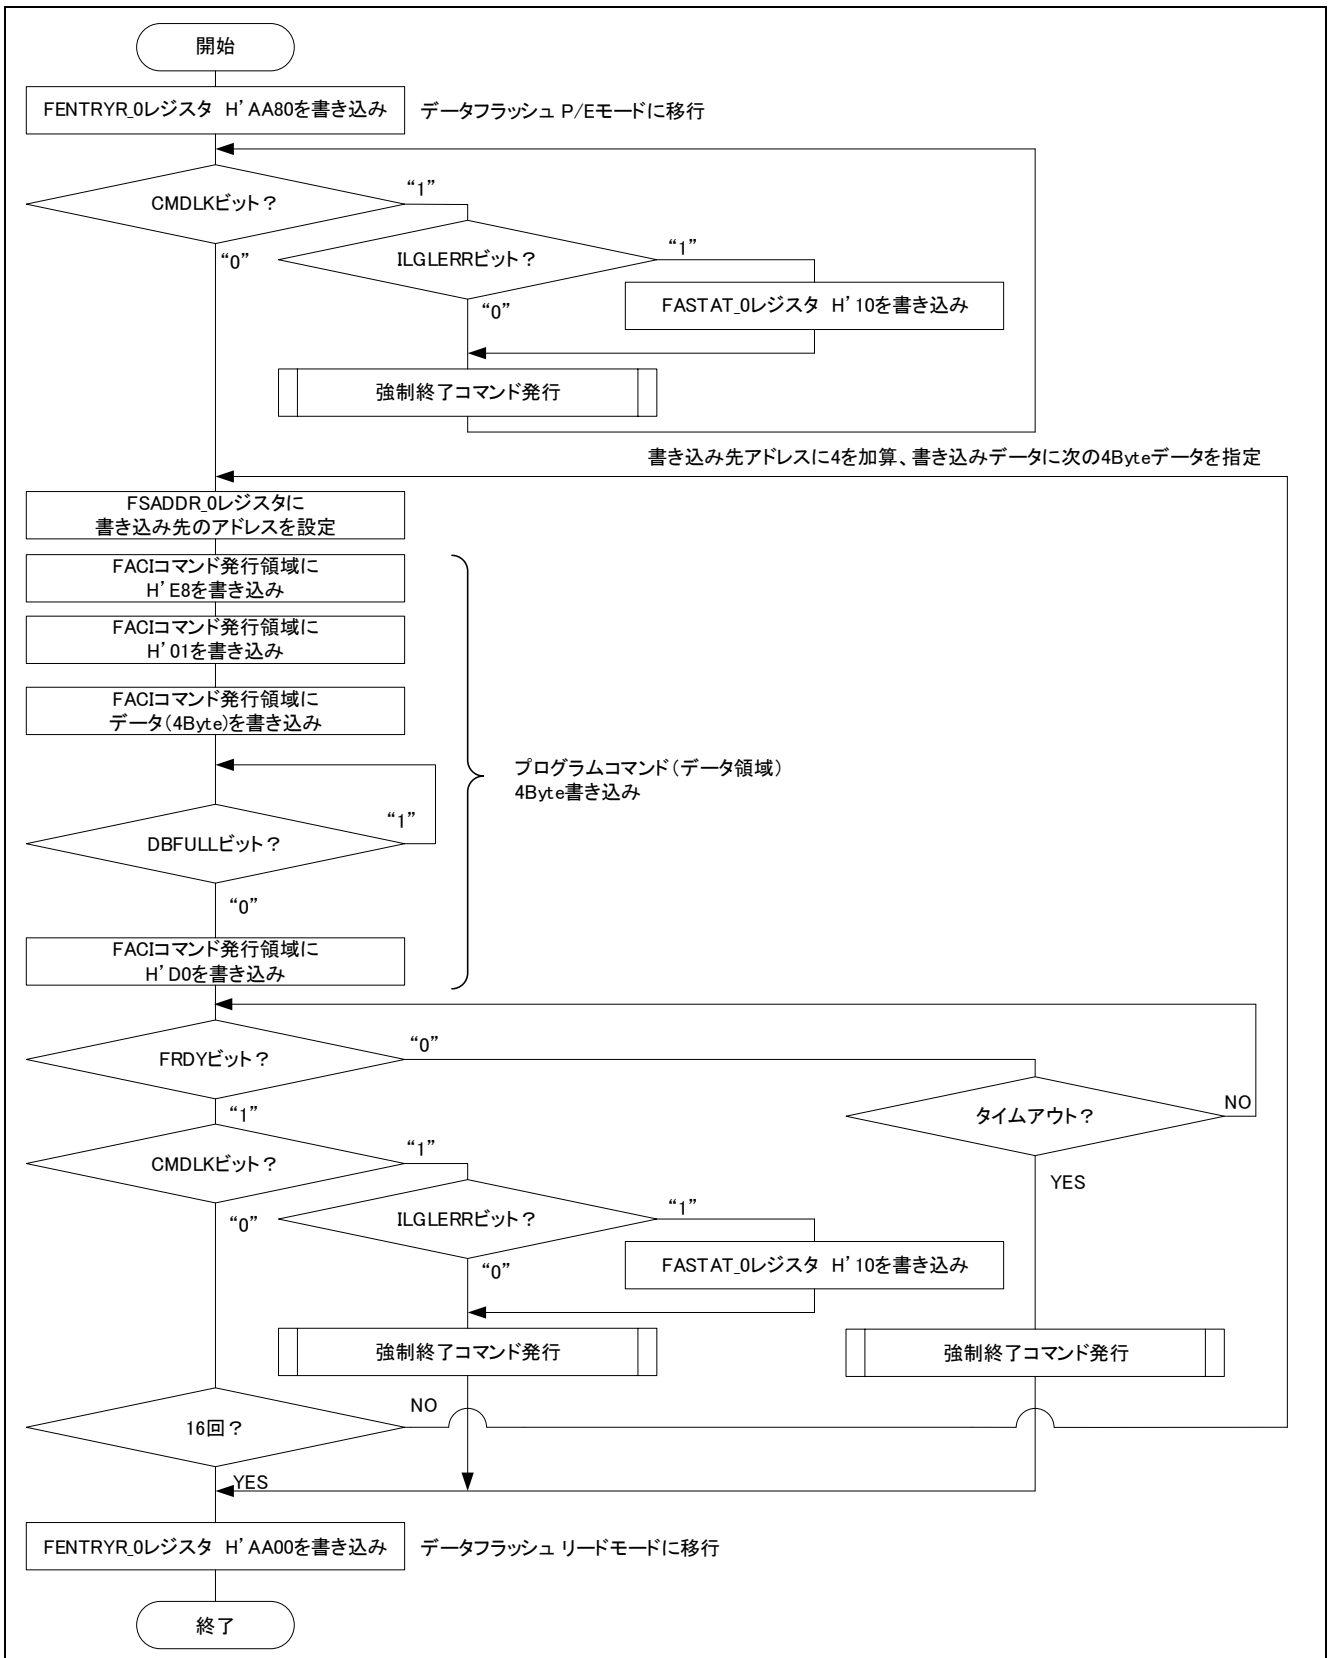 開始
FENTRYR_0レジスタ H’AA80を書き込み
データフラッシュ P/Eモードに移行
CMDLKビット？
“1”
“0”
ILGLERRビット？
“1”
“0”
FASTAT_0レジスタ H’10を書き込み
強制終了コマンド発行
書き込み先アドレスに4を加算、書き込みデータに次の4Byteデータを指定
FSADDR_0レジスタに
書き込み先のアドレスを設定
FACIコマンド発行領域に
H’E8を書き込み
FACIコマンド発行領域に
H’01を書き込み
FACIコマンド発行領域に
データ（4Byte)を書き込み
プログラムコマンド（データ領域）
4Byte書き込み
DBFULLビット？
“1”
“0”
FACIコマンド発行領域に
H’D0を書き込み
FRDYビット？
“0”
“1”
タイムアウト？
NO
YES
CMDLKビット？
“1”
“0”
ILGLERRビット？
“1”
“0”
FASTAT_0レジスタ H’10を書き込み
強制終了コマンド発行
強制終了コマンド発行
16回？
NO
YES
FENTRYR_0レジスタ H’AA00を書き込み
データフラッシュ リードモードに移行
終了